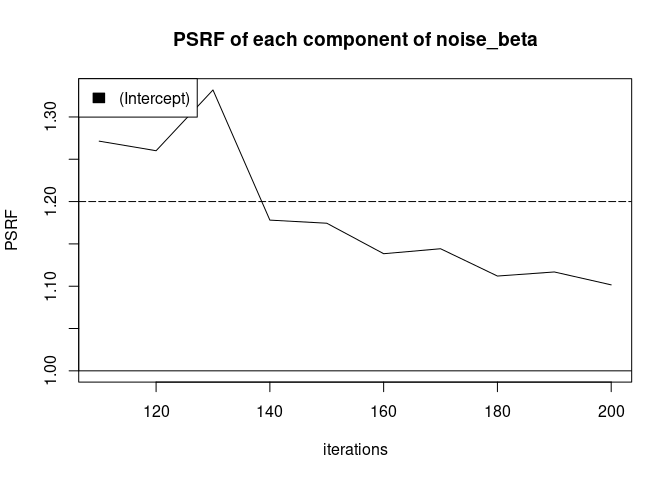 PSRF of each component of noise_beta
(Intercept)
1.30
1.20
1.10
1.00
PSRF
120 140 160 180 200
iterations